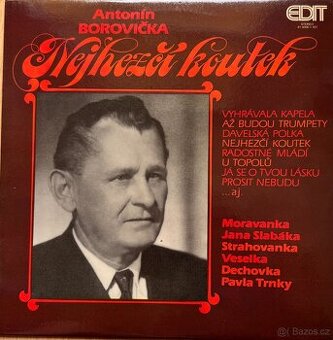 Antonín
BOROVIČKA
EDIT
STEREO
Nejhezčí koutek
VYHRÁVALA KAPELA
AŽ BUDOU TRUMPETY
DAVELSKÁ POLKA
NEJHEZČÍ KOUTEK
RADOSTNÉ MLÁDÍ
U TOPOLŮ
JÁ SE O TVOU LÁSKU
PROSIT NEBUDU
...aj.
Moravanka
Jana Slabáka
Strahovanka
Veselka
Dechovka
Pavla Trnky
Bazos.cz